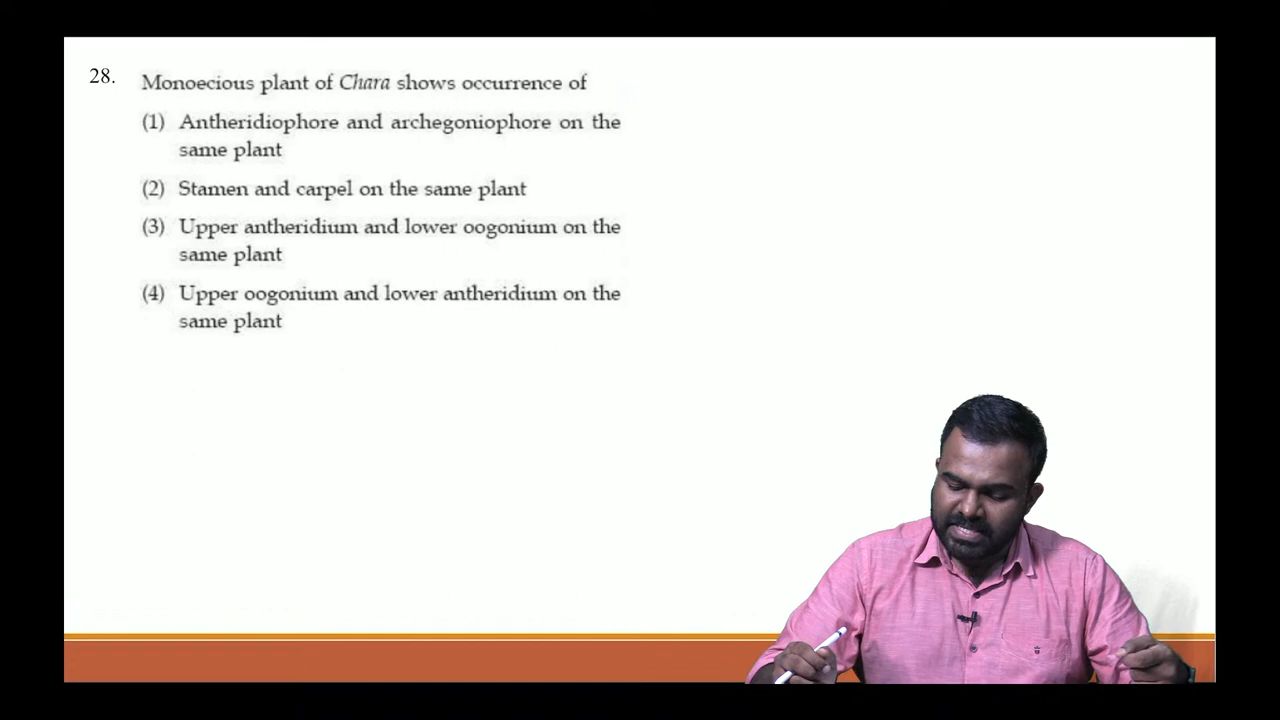 28.
Monoecious plant of Chara shows occurrence of
(1) Antheridiophore and archegoniophore on the
same plant
(2) Stamen and carpel on the same plant
(3) Upper antheridium and lower oogonium on the
same plant
(4) Upper oogonium and lower antheridium on the
same plant